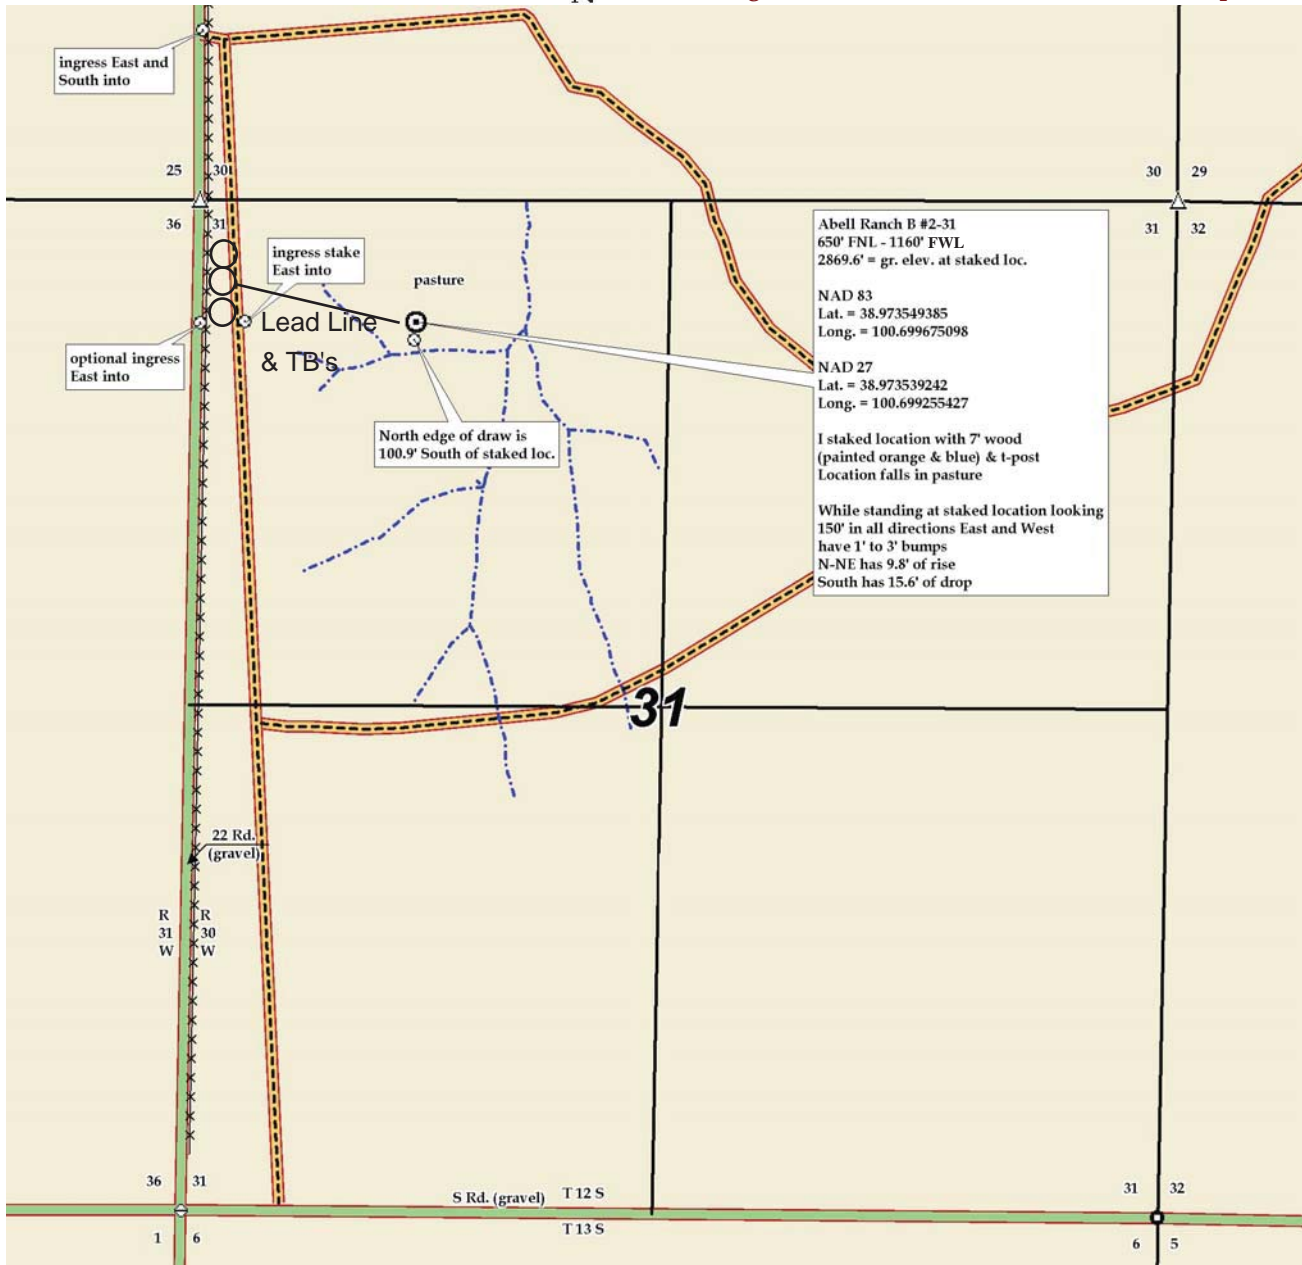 N
ingress East and
South into
25
30
30
29
36
31
31
32
ingress stake
East into
pasture
Lead Line
& TB's
optional ingress
East into
North edge of draw is
100.9' South of staked loc.
Abell Ranch B #2-31
650' FNL - 1160' FWL
2869.6' = gr. elev. at staked loc.
NAD 83
Lat. = 38.973549385
Long. = 100.699675098
NAD 27
Lat. = 38.973539242
Long. = 100.699255427
I staked location with 7' wood
(painted orange & blue) & t-post
Location falls in pasture
While standing at staked location looking
150' in all directions East and West
have 1' to 3' bumps
N-NE has 9.8' of rise
South has 15.6' of drop
31
22 Rd.
(gravel)
R
31
W
R
30
W
36
31
31
32
S Rd. (gravel)
T 12 S
T 13 S
1
6
6
5